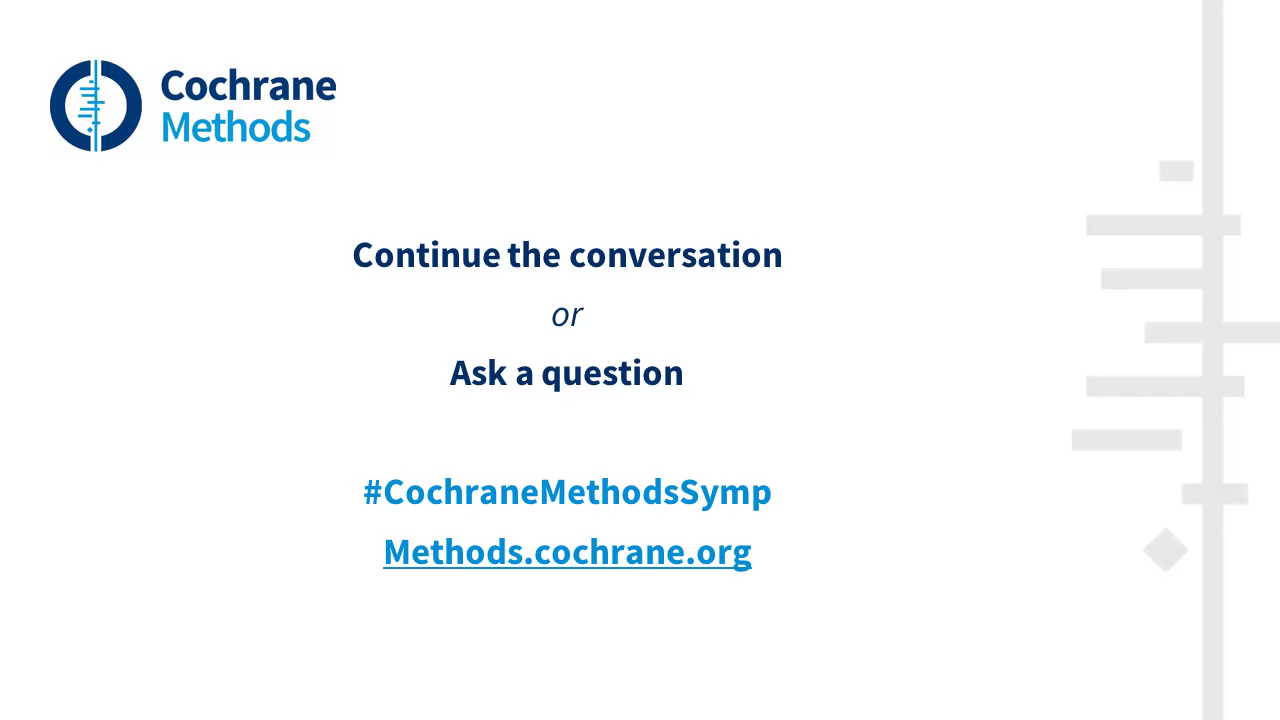 Cochrane
Methods
Continue the conversation
or
Ask a question
#CochraneMethodsSymp
Methods.cochrane.org